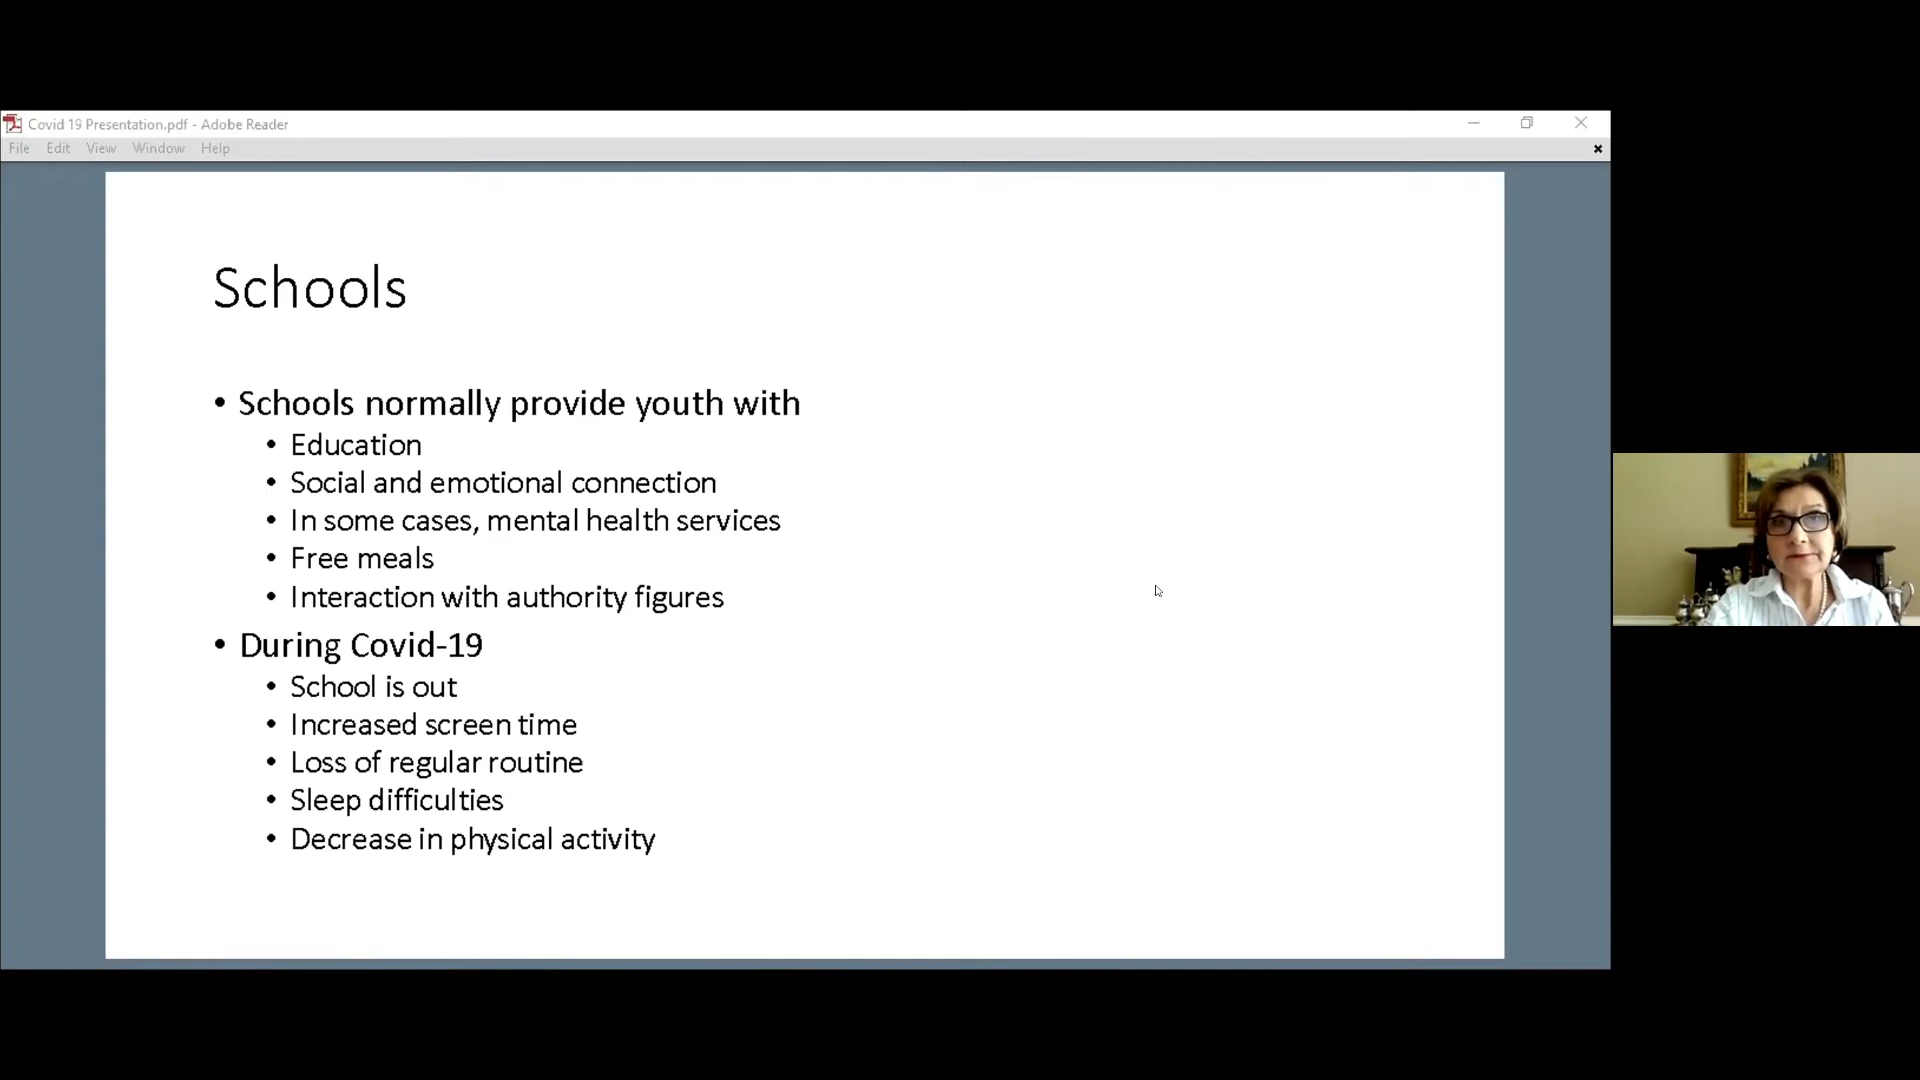 Covid 19 Presentation.pdf - Adobe Reader
File Edit View Window Help
Schools
• Schools normally provide youth with
• Education
• Social and emotional connection
• In some cases, mental health services
• Free meals
• Interaction with authority figures
• During Covid-19
• School is out
• Increased screen time
• Loss of regular routine
• Sleep difficulties
• Decrease in physical activity